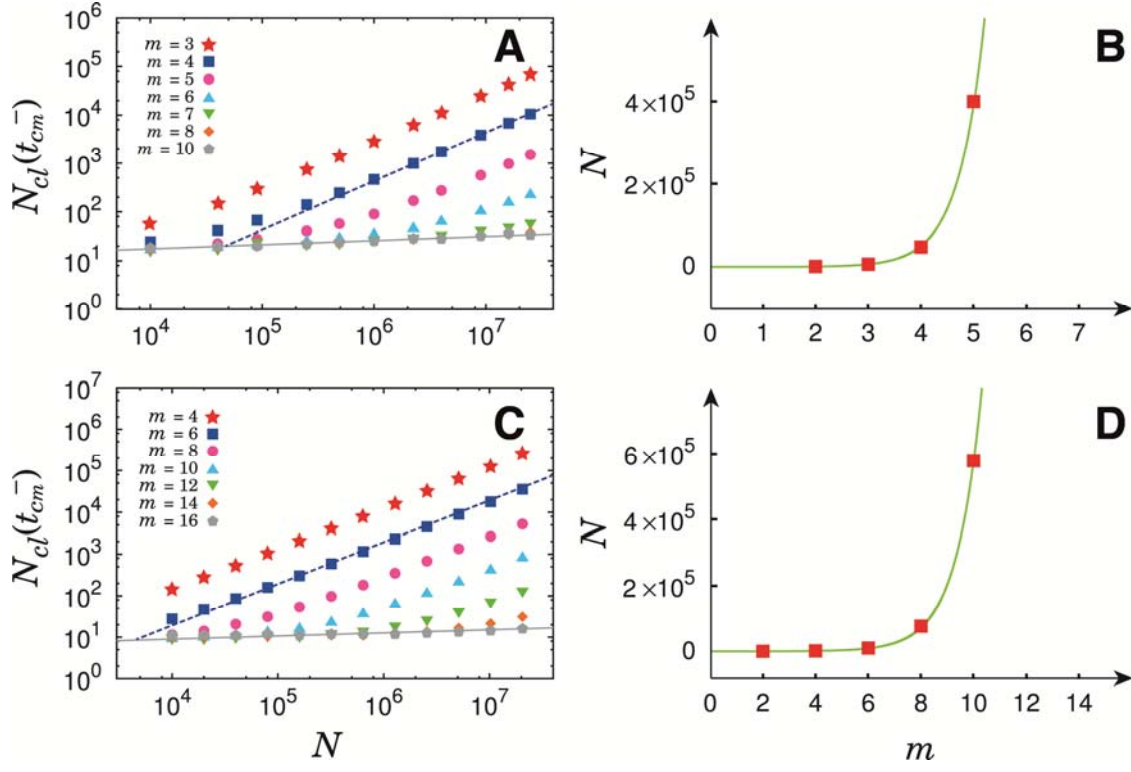 A
N_cl(t_cm^-)
10^6
10^5
10^4
10^3
10^2
10^1
10^0
m = 3
m = 4
m = 5
m = 6
m = 7
m = 8
m = 10
10^4 10^5 10^6 10^7
B
N
4×10^5
2×10^5
0
0 1 2 3 4 5 6 7
C
N_cl(t_cm^-)
10^7
10^6
10^5
10^4
10^3
10^2
10^1
10^0
m = 4
m = 6
m = 8
m = 10
m = 12
m = 14
m = 16
10^4 10^5 10^6 10^7
N
D
N
6×10^5
4×10^5
2×10^5
0
0 2 4 6 8 10 12 14
m